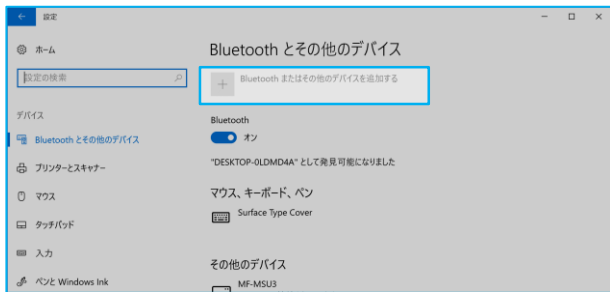 設定
ホーム
設定の検索
デバイス
Bluetooth とその他のデバイス
プリンターとスキャナー
マウス
タッチパッド
入力
ペンと Windows Ink
Bluetooth とその他のデバイス
Bluetooth またはその他のデバイスを追加する
Bluetooth
オン
"DESKTOP-0LDMD4A" として発見可能になりました
マウス、キーボード、ペン
Surface Type Cover
その他のデバイス
MF-MSU3